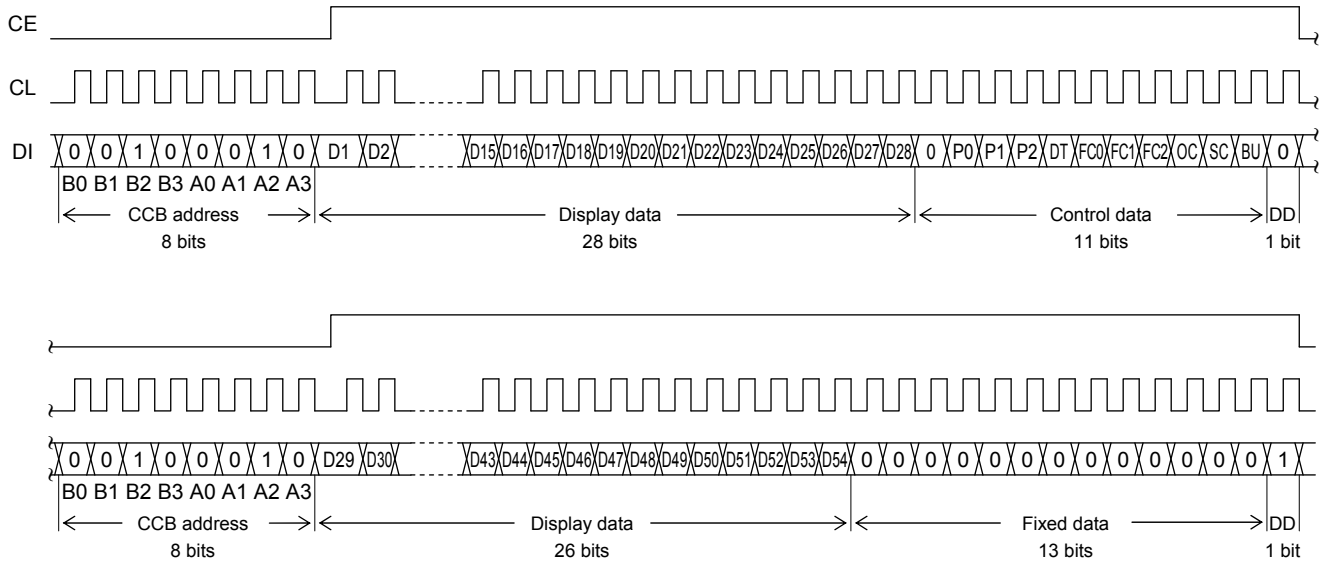 CE
CL
DI 0 0 1 0 0 0 1 0 D1 D2 D15 D16 D17 D18 D19 D20 D21 D22 D23 D24 D25 D26 D27 D28 0 P0 P1 P2 DT FC0 FC1 FC2 OC SC BU 0
B0 B1 B2 B3 A0 A1 A2 A3
CCB address Display data Control data DD
8 bits 28 bits 11 bits 1 bit
0 0 1 0 0 0 1 0 D29 D30 D43 D44 D45 D46 D47 D48 D49 D50 D51 D52 D53 D54 0 0 0 0 0 0 0 0 0 0 0 0 0 1
B0 B1 B2 B3 A0 A1 A2 A3
CCB address Display data Fixed data DD
8 bits 26 bits 13 bits 1 bit